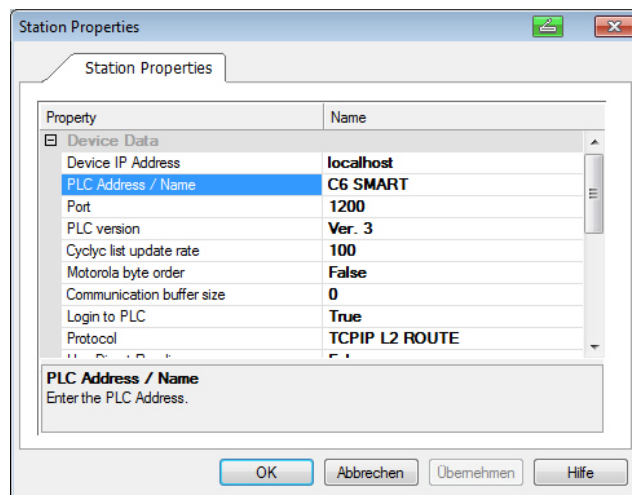 Station Properties
Station Properties
Property Name
Device Data
Device IP Address localhost
PLC Address / Name C6 SMART
Port 1200
PLC version Ver. 3
Cyclyc list update rate 100
Motorola byte order False
Communication buffer size 0
Login to PLC True
Protocol TCPIP L2 ROUTE
PLC Address / Name
Enter the PLC Address.
OK Abbrechen Übernehmen Hilfe